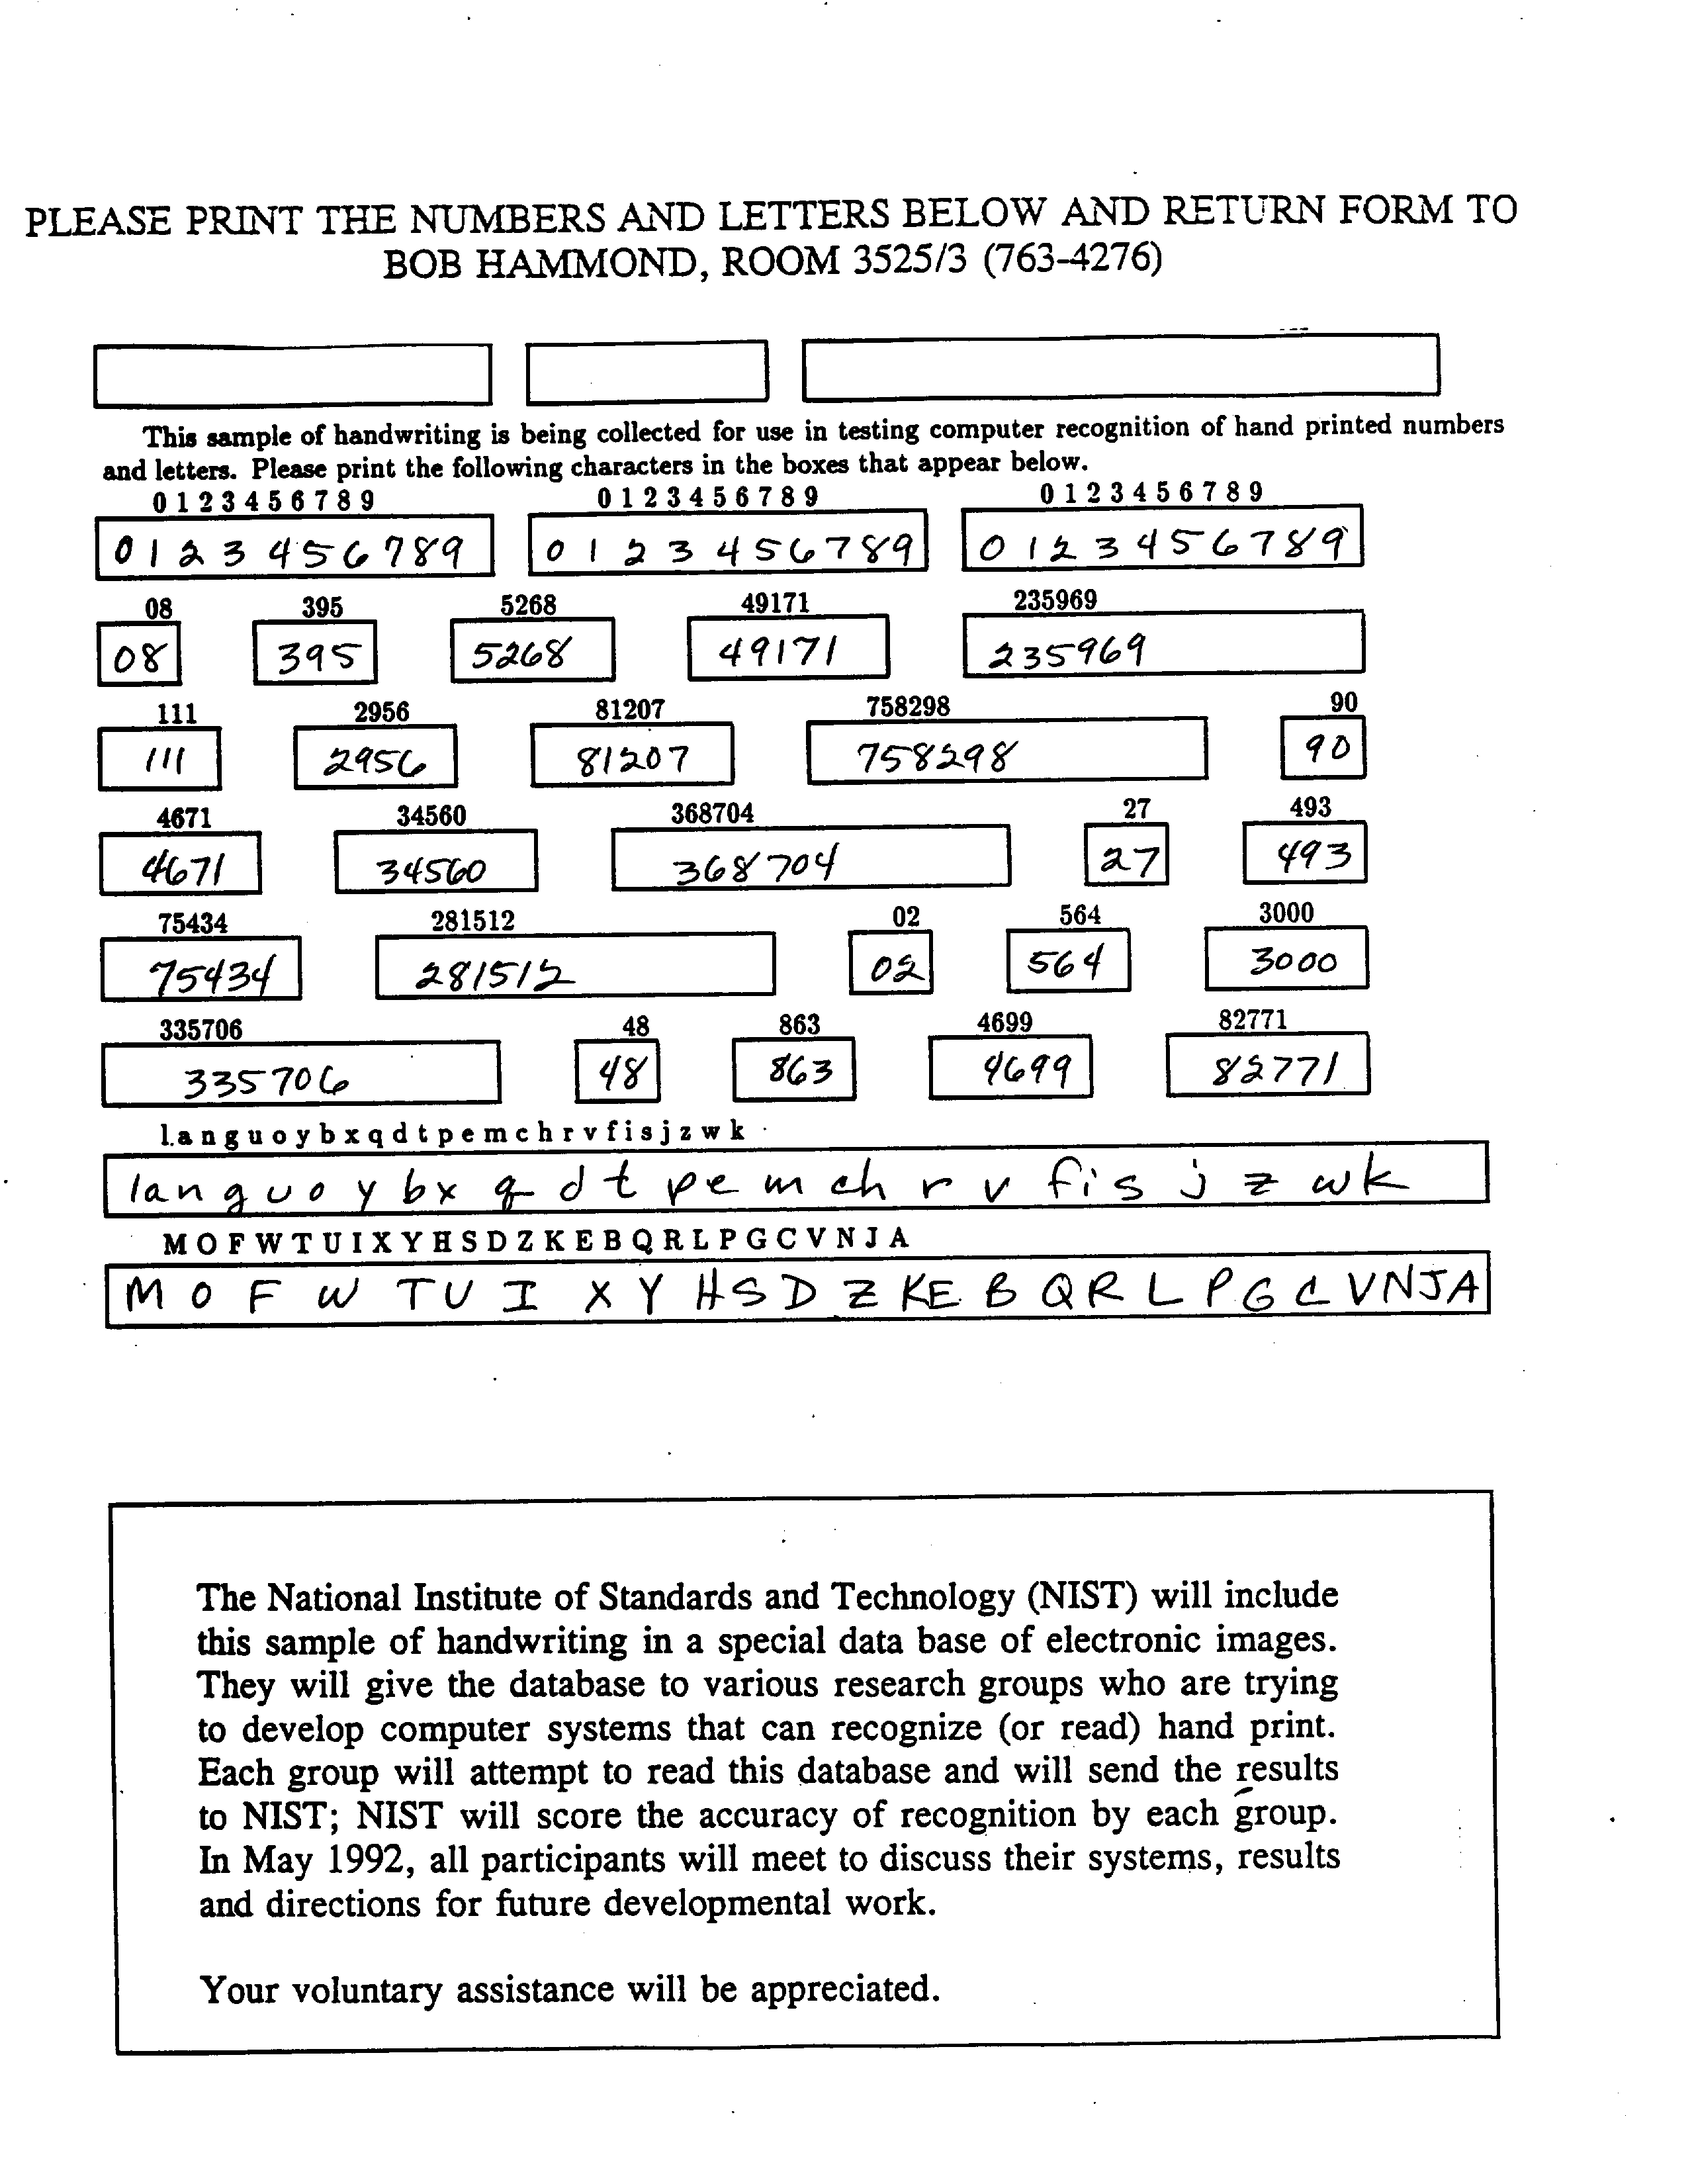 PLEASE PRINT THE NUMBERS AND LETTERS BELOW AND RETURN FORM TO
BOB HAMMOND, ROOM 3525/3 (763-4276)
This sample of handwriting is being collected for use in testing computer recognition of hand printed numbers
and letters. Please print the following characters in the boxes that appear below.
0 1 2 3 4 5 6 7 8 9 0 1 2 3 4 5 6 7 8 9 0 1 2 3 4 5 6 7 8 9
0 1 2 3 4 5 6 7 8 9 0 1 2 3 4 5 6 7 8 9 0 1 2 3 4 5 6 7 8 9
08 395 5268 49171 235969
08 395 5268 49171 235969
111 2956 81207 758298 90
111 2956 81207 758298 90
4671 34560 368704 27 493
4671 34560 368704 27 493
75434 281512 02 564 3000
75434 281512 02 564 3000
335706 48 863 4699 82771
335706 48 863 4699 82771
l a n g u o y b x q d t p e m c h r v f i s j z w k
l a n g u o y b x q d t p e m c h r v f i s j z w k
M O F W T U I X Y H S D Z K E B Q R L P G C V N J A
M O F W T U I X Y H S D Z K E B Q R L P G C V N J A
The National Institute of Standards and Technology (NIST) will include
this sample of handwriting in a special data base of electronic images.
They will give the database to various research groups who are trying
to develop computer systems that can recognize (or read) hand print.
Each group will attempt to read this database and will send the results
to NIST; NIST will score the accuracy of recognition by each group.
In May 1992, all participants will meet to discuss their systems, results
and directions for future developmental work.
Your voluntary assistance will be appreciated.